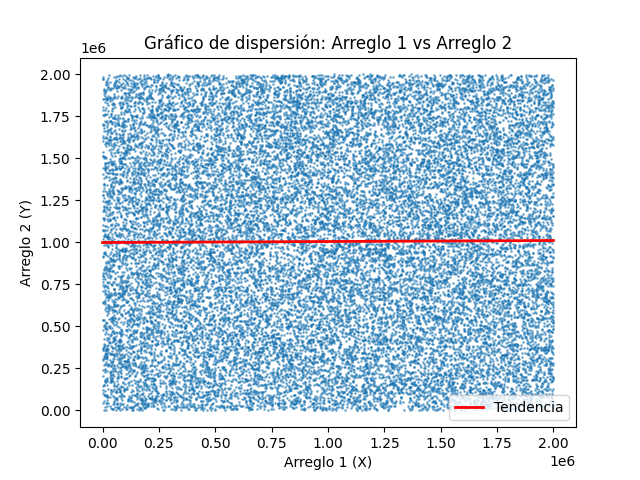 Gráfico de dispersión: Arreglo 1 vs Arreglo 2
1e6
2.00
1.75
1.50
1.25
1.00
0.75
0.50
0.25
0.00
Arreglo 2 (Y)
Tendencia
0.00 0.25 0.50 0.75 1.00 1.25 1.50 1.75 2.00
Arreglo 1 (X)
1e6